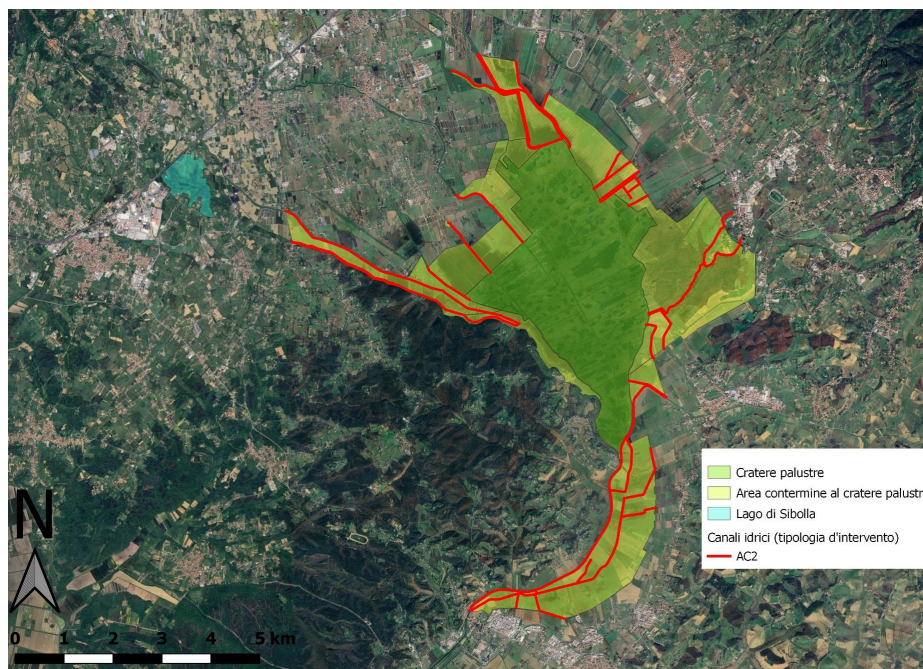 N
Cratere palustre
Area contermine al cratere palustre
Lago di Sibolla
Canali idrici (tipologia d'intervento)
AC2
N
0 1 2 3 4 5 km